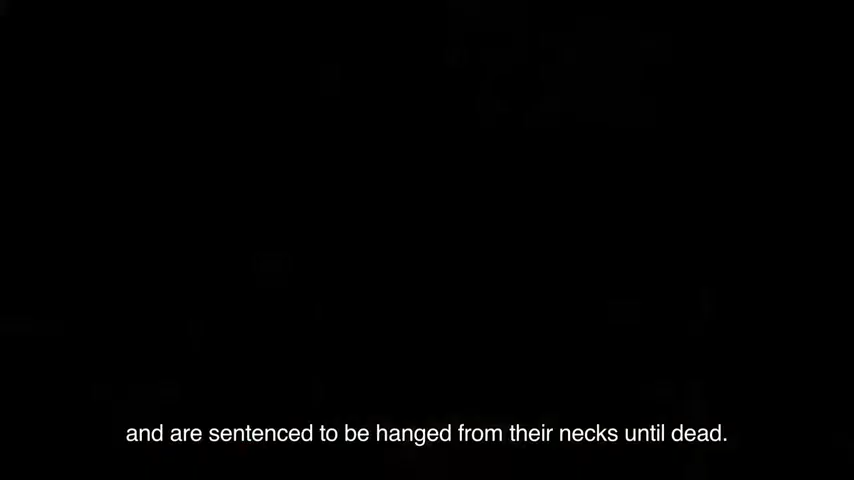 and are sentenced to be hanged from their necks until dead.